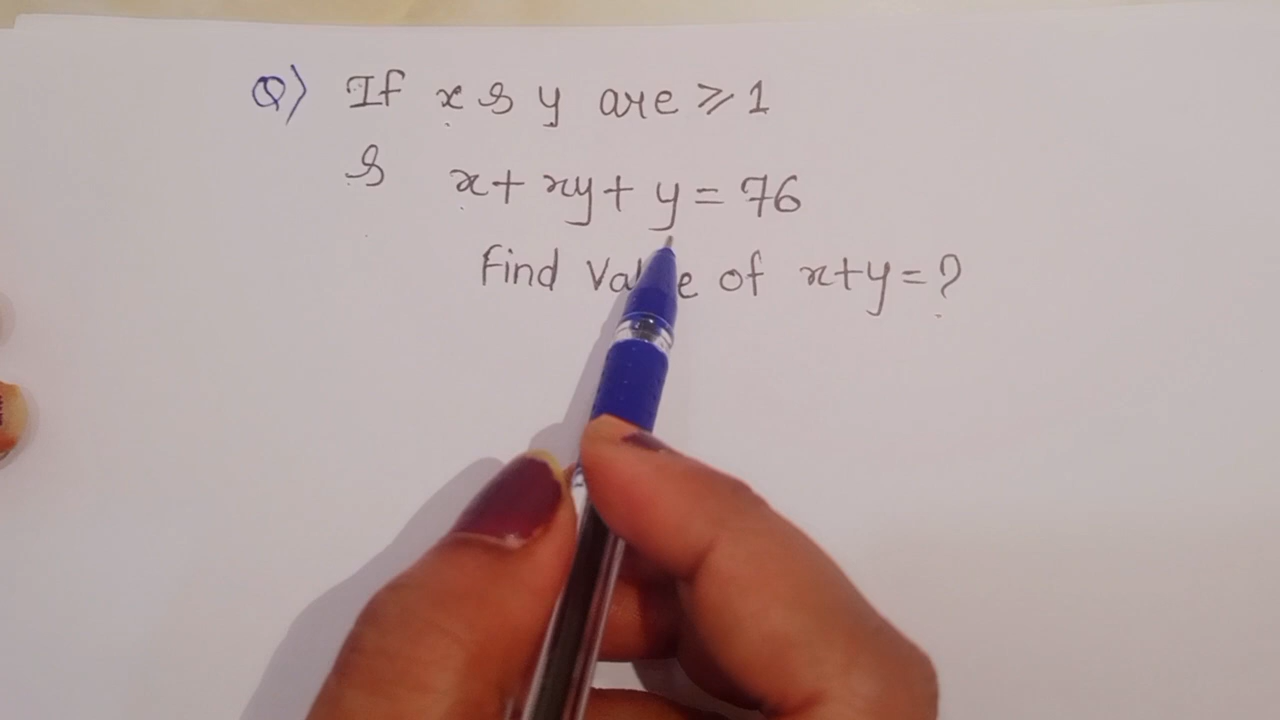 Q) If x & y are ⩾ 1
& x + xy + y = 76
Find Value of x+y=?